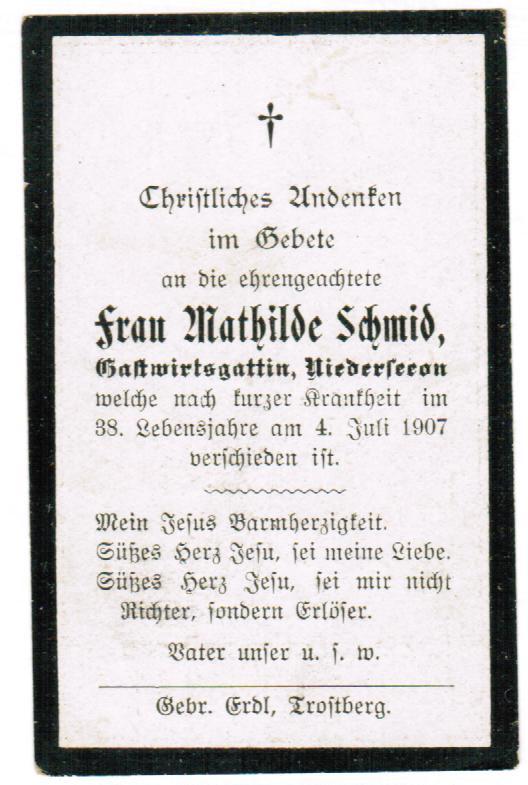 Christliches Andenken
im Gebete
an die ehrengeachtete
Frau Mathilde Schmid,
Gastwirtsgattin, Niederseeon
welche nach kurzer Krankheit im
38. Lebensjahre am 4. Juli 1907
verschieden ist.
Mein Jesus Barmherzigkeit.
Süßes Herz Jesu, sei meine Liebe.
Süßes Herz Jesu, sei mir nicht
Richter, sondern Erlöser.
Vater unser u. s. w.
Gebr. Erdl, Trostberg.